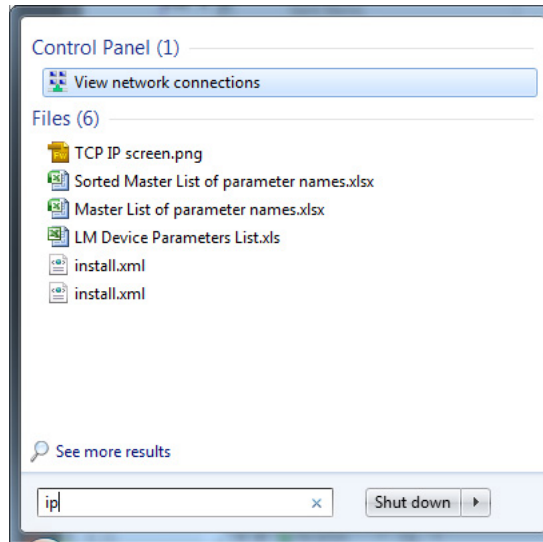 Control Panel (1)
View network connections
Files (6)
TCP IP screen.png
Sorted Master List of parameter names.xlsx
Master List of parameter names.xlsx
LM Device Parameters List.xls
install.xml
install.xml
See more results
ip
Shut down